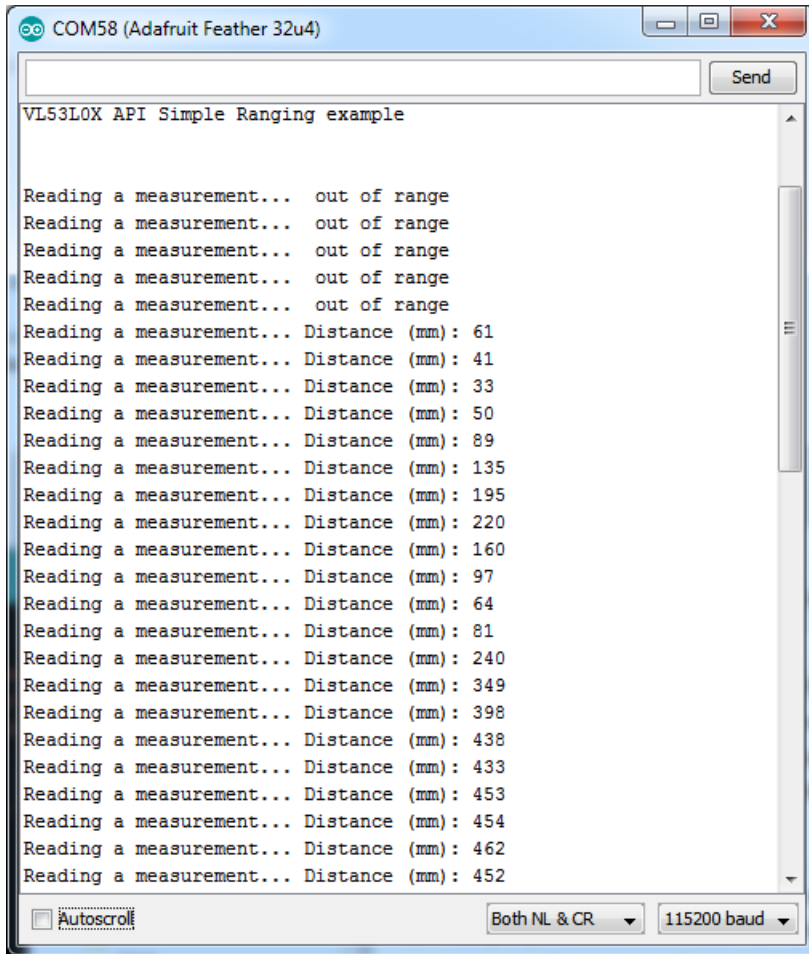 COM58 (Adafruit Feather 32u4)
Send
VL53L0X API Simple Ranging example
Reading a measurement...  out of range
Reading a measurement...  out of range
Reading a measurement...  out of range
Reading a measurement...  out of range
Reading a measurement...  out of range
Reading a measurement... Distance (mm): 61
Reading a measurement... Distance (mm): 41
Reading a measurement... Distance (mm): 33
Reading a measurement... Distance (mm): 50
Reading a measurement... Distance (mm): 89
Reading a measurement... Distance (mm): 135
Reading a measurement... Distance (mm): 195
Reading a measurement... Distance (mm): 220
Reading a measurement... Distance (mm): 160
Reading a measurement... Distance (mm): 97
Reading a measurement... Distance (mm): 64
Reading a measurement... Distance (mm): 81
Reading a measurement... Distance (mm): 240
Reading a measurement... Distance (mm): 349
Reading a measurement... Distance (mm): 398
Reading a measurement... Distance (mm): 438
Reading a measurement... Distance (mm): 433
Reading a measurement... Distance (mm): 453
Reading a measurement... Distance (mm): 454
Reading a measurement... Distance (mm): 462
Reading a measurement... Distance (mm): 452
Autoscroll Both NL & CR 115200 baud